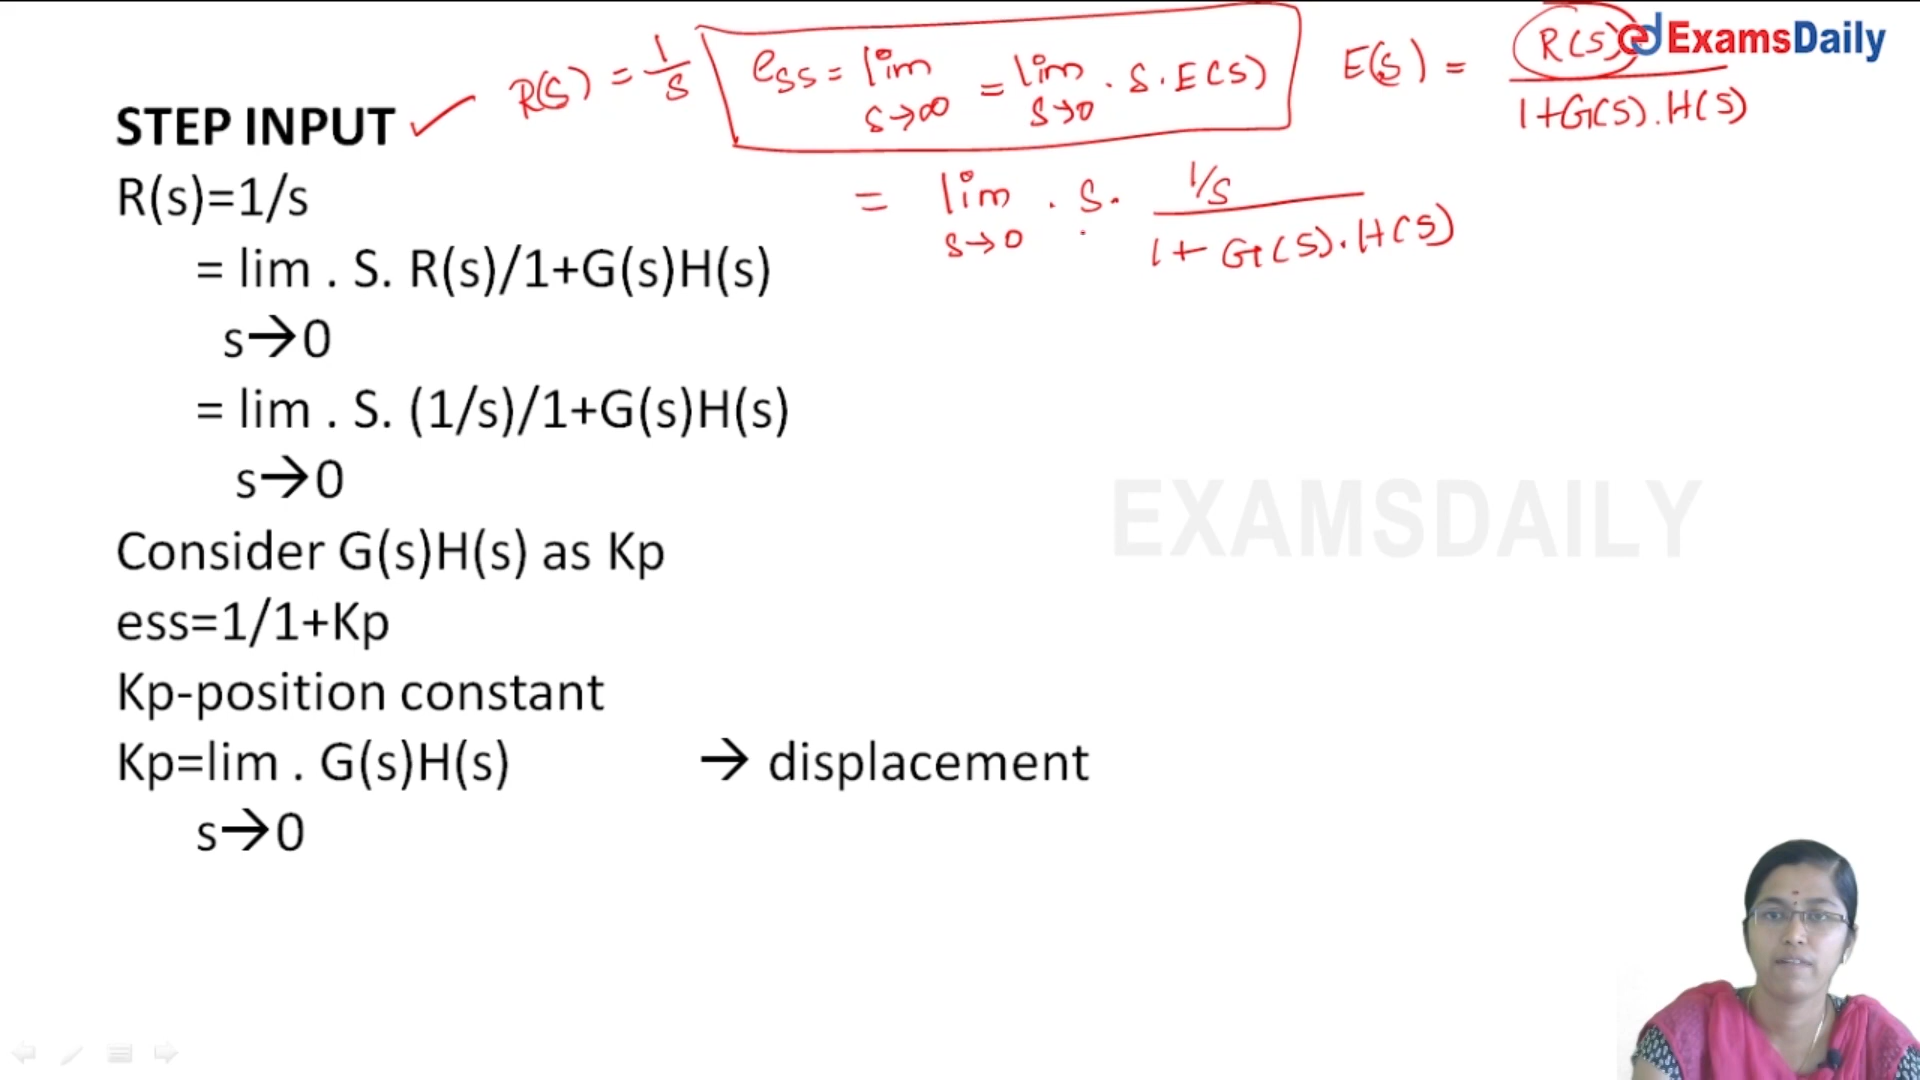 R(s) = 1/s
ess = lim = lim . s . E(s)
s→∞ s→0
E(s) = R(s) / 1+G(s).H(s)
ExamsDaily
STEP INPUT ✓
= lim . s . 1/s / 1+G(s).H(s)
s→0
R(s)=1/s
= lim . S. R(s)/1+G(s)H(s)
s→0
= lim . S. (1/s)/1+G(s)H(s)
s→0
EXAMSDAILY
Consider G(s)H(s) as Kp
ess=1/1+Kp
Kp-position constant
Kp=lim . G(s)H(s) → displacement
s→0